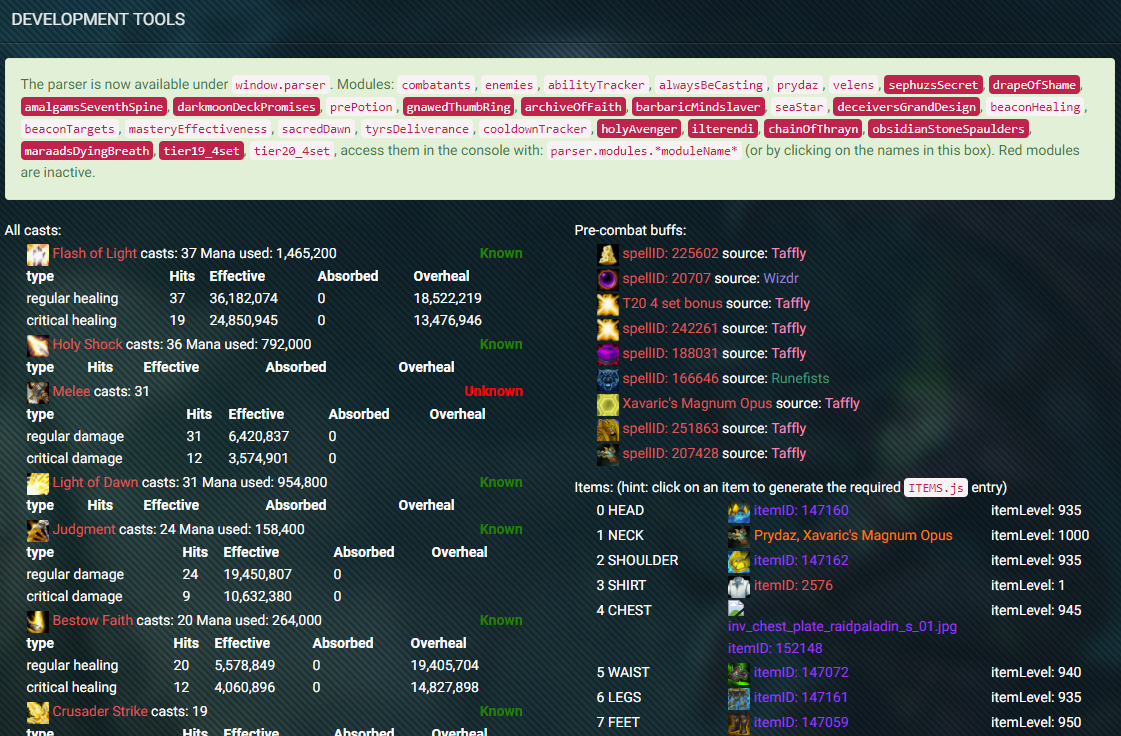 DEVELOPMENT TOOLS
The parser is now available under window.parser. Modules: combatants, enemies, abilityTracker, alwaysBeCasting, prydaz, velens, sephuzsSecret, drapeOfShame,
amalgamsSeventhSpine, darkmoonDeckPromises, prePotion, gnawedThumbRing, archiveOfFaith, barbaricMindslaver, seaStar, deceiversGrandDesign, beaconHealing,
beaconTargets, masteryEffectiveness, sacredDawn, tyrsDeliverance, cooldownTracker, holyAvenger, ilterendi, chainOfThrayn, obsidianStoneSpaulders,
maraadsDyingBreath, tier19_4set, tier20_4set, access them in the console with: parser.modules.*moduleName* (or by clicking on the names in this box). Red modules
are inactive.
All casts:
Flash of Light casts: 37 Mana used: 1,465,200 Known
type Hits Effective Absorbed Overheal
regular healing 37 36,182,074 0 18,522,219
critical healing 19 24,850,945 0 13,476,946
Holy Shock casts: 36 Mana used: 792,000 Known
type Hits Effective Absorbed Overheal
Melee casts: 31 Unknown
type Hits Effective Absorbed Overheal
regular damage 31 6,420,837 0
critical damage 12 3,574,901 0
Light of Dawn casts: 31 Mana used: 954,800 Known
type Hits Effective Absorbed Overheal
Judgment casts: 24 Mana used: 158,400 Known
type Hits Effective Absorbed Overheal
regular damage 24 19,450,807 0
critical damage 9 10,632,380 0
Bestow Faith casts: 20 Mana used: 264,000 Known
type Hits Effective Absorbed Overheal
regular healing 20 5,578,849 0 19,405,704
critical healing 12 4,060,896 0 14,827,898
Crusader Strike casts: 19 Known
type Hits Effective Absorbed Overheal
Pre-combat buffs:
spellID: 225602 source: Taffly
spellID: 20707 source: Wizdr
T20 4 set bonus source: Taffly
spellID: 242261 source: Taffly
spellID: 188031 source: Taffly
spellID: 166646 source: Runefists
Xavaric's Magnum Opus source: Taffly
spellID: 251863 source: Taffly
spellID: 207428 source: Taffly
Items: (hint: click on an item to generate the required ITEMS.js entry)
0 HEAD itemID: 147160 itemLevel: 935
1 NECK Prydaz, Xavaric's Magnum Opus itemLevel: 1000
2 SHOULDER itemID: 147162 itemLevel: 935
3 SHIRT itemID: 2576 itemLevel: 1
4 CHEST itemLevel: 945
inv_chest_plate_raidpaladin_s_01.jpg
itemID: 152148
5 WAIST itemID: 147072 itemLevel: 940
6 LEGS itemID: 147161 itemLevel: 935
7 FEET itemID: 147059 itemLevel: 950